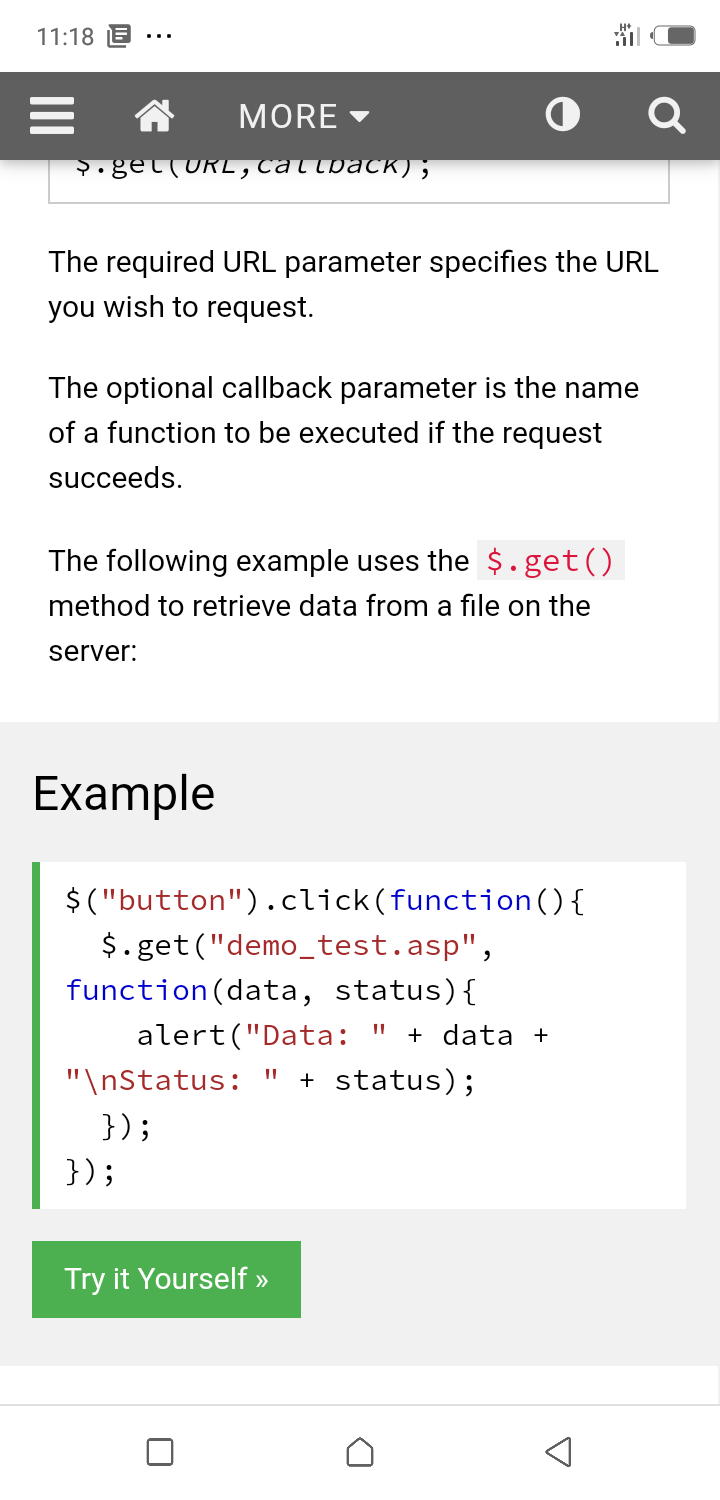 11:18
H+
MORE
$.get(URL,callback);
The required URL parameter specifies the URL
you wish to request.
The optional callback parameter is the name
of a function to be executed if the request
succeeds.
The following example uses the $.get()
method to retrieve data from a file on the
server:
Example
$("button").click(function(){
  $.get("demo_test.asp",
function(data, status){
    alert("Data: " + data +
"\nStatus: " + status);
  });
});
Try it Yourself »